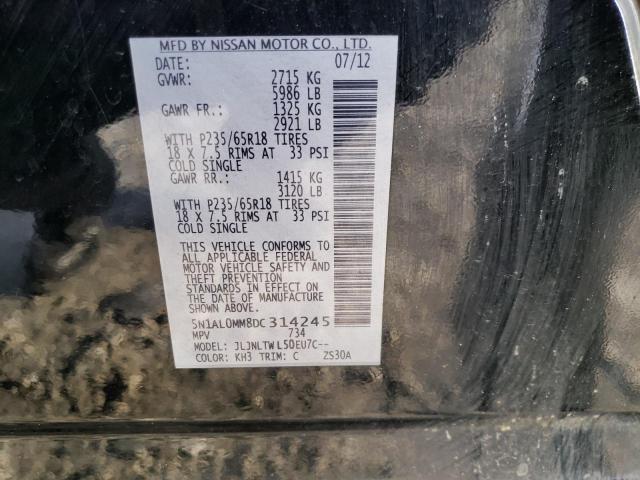 MFD BY NISSAN MOTOR CO., LTD.
DATE: 07/12
GVWR: 2715 KG
5986 LB
GAWR FR.: 1325 KG
2921 LB
WITH P235/65R18 TIRES
18 X 7.5 RIMS AT 33 PSI
COLD SINGLE
GAWR RR.: 1415 KG
3120 LB
WITH P235/65R18 TIRES
18 X 7.5 RIMS AT 33 PSI
COLD SINGLE
THIS VEHICLE CONFORMS TO
ALL APPLICABLE FEDERAL
MOTOR VEHICLE SAFETY AND
THEFT PREVENTION
STANDARDS IN EFFECT ON
THE DATE OF MANUFACTURE
SHOWN ABOVE.
5N1AL0MM8DC314245
MPV 734
MODEL: JLJNLTWL50EU7C--
COLOR: KH3 TRIM: C ZS30A